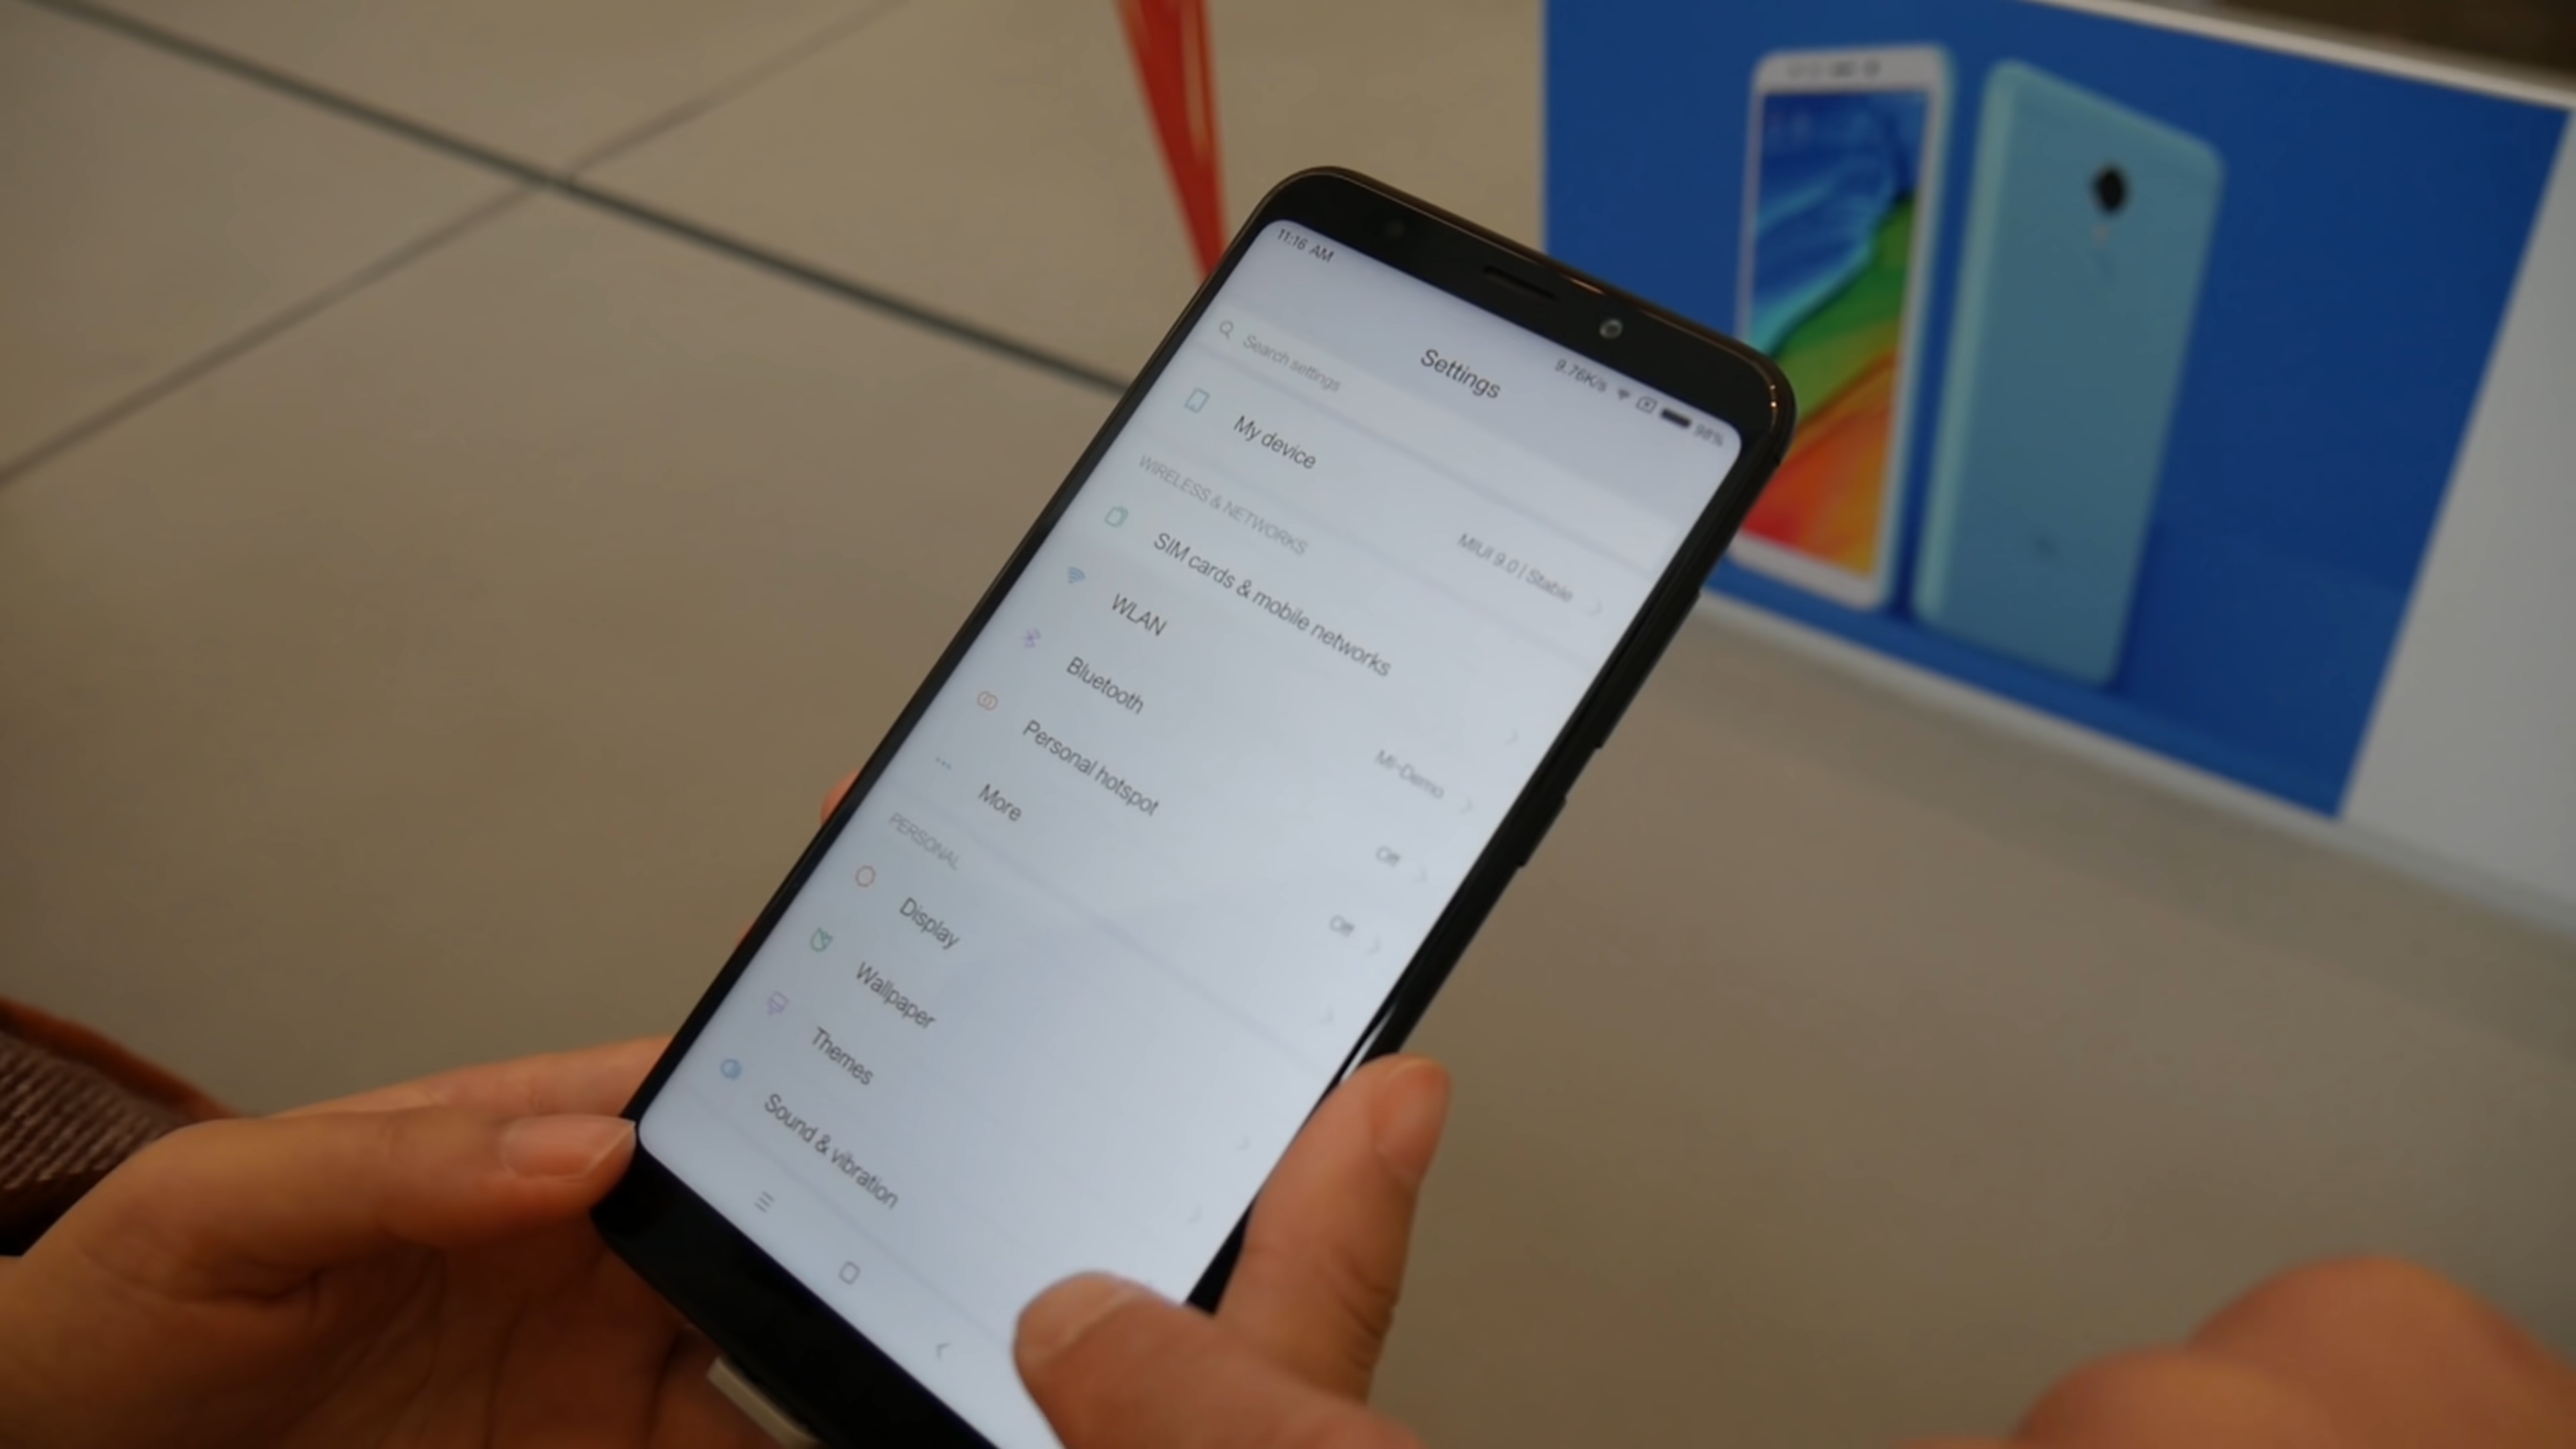 11:16 AM
9.76K/s 98%
Settings
Search settings
My device MIUI 9.0 | Stable
WIRELESS & NETWORKS
SIM cards & mobile networks
WLAN MI-Demo
Bluetooth Off
Personal hotspot Off
More
PERSONAL
Display
Wallpaper
Themes
Sound & vibration